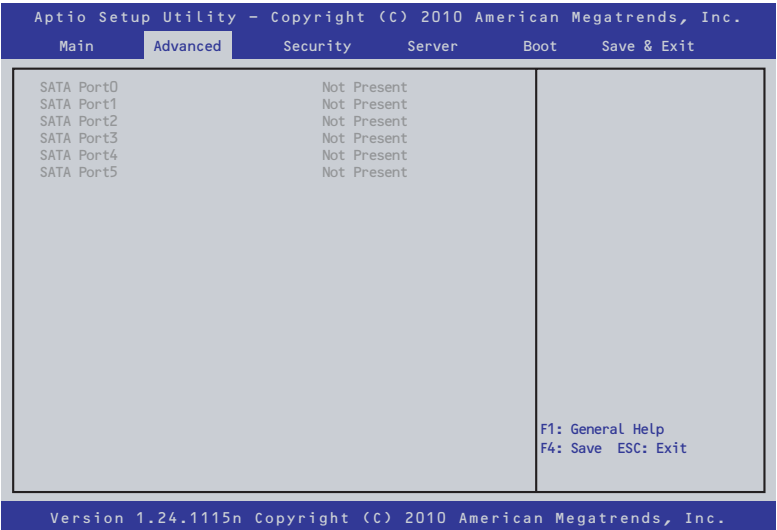 Aptio Setup Utility – Copyright (C) 2010 American Megatrends, Inc.
Main Advanced Security Server Boot Save & Exit
SATA Port0 Not Present
SATA Port1 Not Present
SATA Port2 Not Present
SATA Port3 Not Present
SATA Port4 Not Present
SATA Port5 Not Present
F1: General Help
F4: Save ESC: Exit
Version 1.24.1115n Copyright (C) 2010 American Megatrends, Inc.